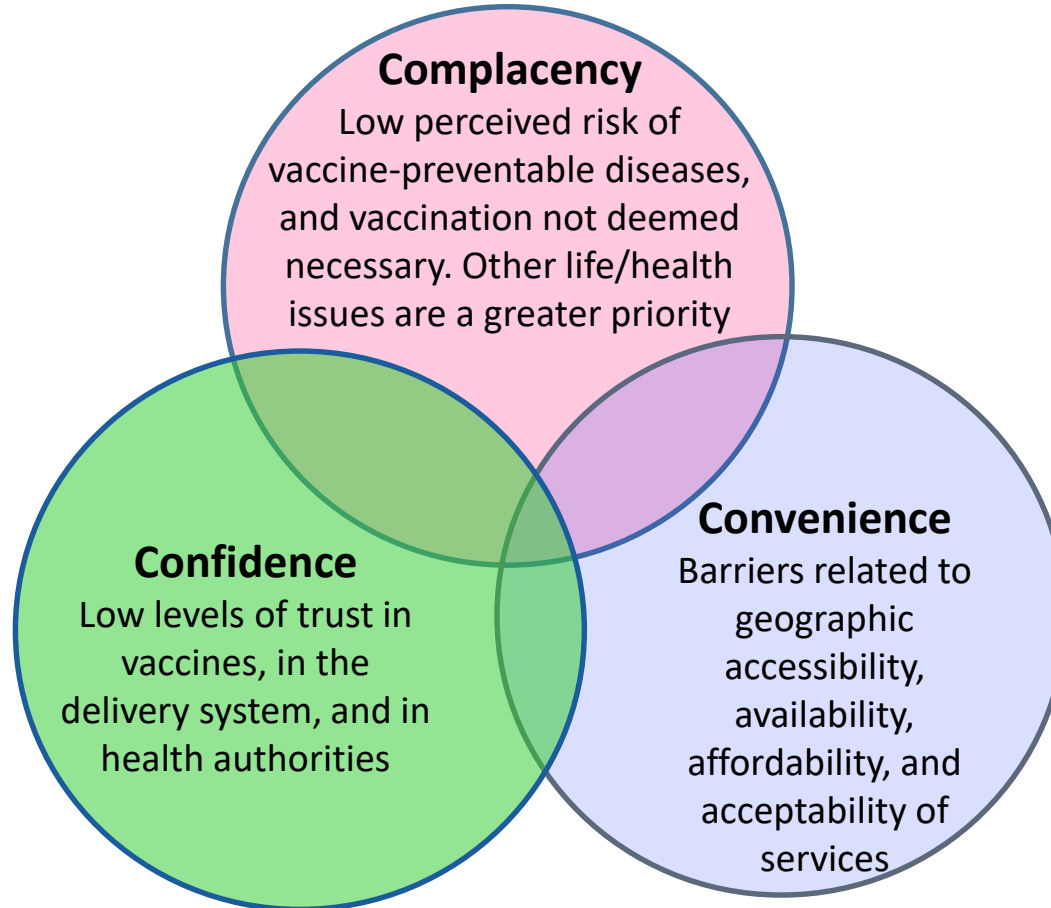 Complacency
Low perceived risk of
vaccine-preventable diseases,
and vaccination not deemed
necessary. Other life/health
issues are a greater priority
Confidence
Low levels of trust in
vaccines, in the
delivery system, and in
health authorities
Convenience
Barriers related to
geographic
accessibility,
availability,
affordability, and
acceptability of
services